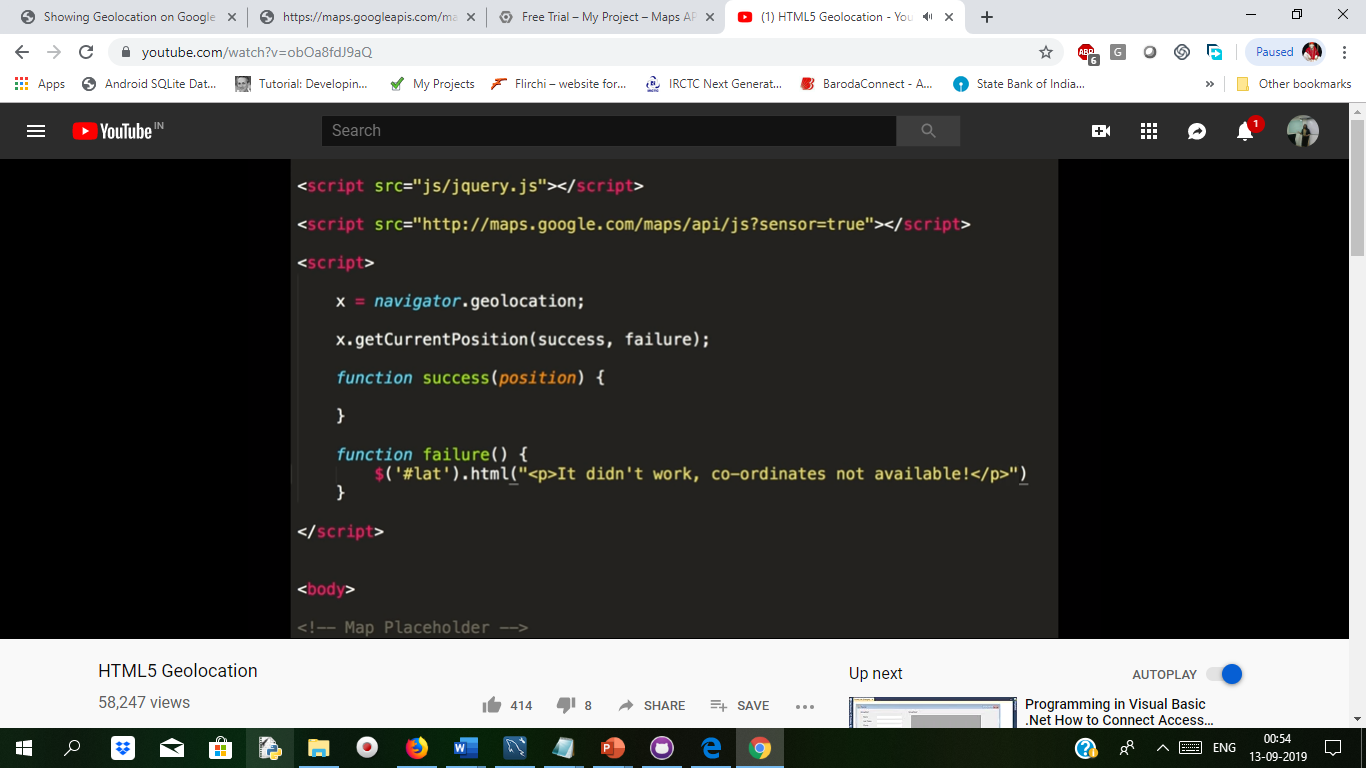 Showing Geolocation on Google
https://maps.googleapis.com/ma
Free Trial – My Project – Maps AP
(1) HTML5 Geolocation - You
youtube.com/watch?v=obOa8fdJ9aQ
ABP
6
G
Paused
Apps
Android SQLite Dat...
Tutorial: Developin...
My Projects
Flirchi – website for...
IRCTC Next Generat...
BarodaConnect - A...
State Bank of India...
»
Other bookmarks
YouTube IN
Search
1
<script src="js/jquery.js"></script>
<script src="http://maps.google.com/maps/api/js?sensor=true"></script>
<script>
x = navigator.geolocation;
x.getCurrentPosition(success, failure);
function success(position) {
}
function failure() {
$('#lat').html("<p>It didn't work, co-ordinates not available!</p>")
}
</script>
<body>
<!-- Map Placeholder -->
HTML5 Geolocation
58,247 views
414
8
SHARE
SAVE
Up next
AUTOPLAY
Programming in Visual Basic
.Net How to Connect Access...
ENG
00:54
13-09-2019